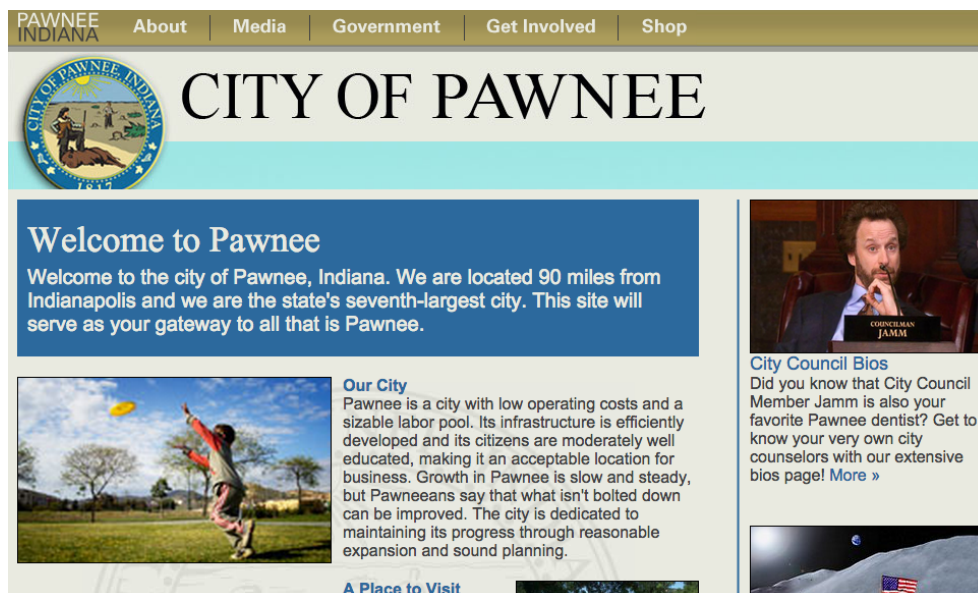 PAWNEE
INDIANA
About
Media
Government
Get Involved
Shop
CITY OF PAWNEE, INDIANA
1817
CITY OF PAWNEE
Welcome to Pawnee
Welcome to the city of Pawnee, Indiana. We are located 90 miles from
Indianapolis and we are the state's seventh-largest city. This site will
serve as your gateway to all that is Pawnee.
Our City
Pawnee is a city with low operating costs and a
sizable labor pool. Its infrastructure is efficiently
developed and its citizens are moderately well
educated, making it an acceptable location for
business. Growth in Pawnee is slow and steady,
but Pawneeans say that what isn't bolted down
can be improved. The city is dedicated to
maintaining its progress through reasonable
expansion and sound planning.
A Place to Visit
COUNCILMAN
JAMM
City Council Bios
Did you know that City Council
Member Jamm is also your
favorite Pawnee dentist? Get to
know your very own city
counselors with our extensive
bios page! More »